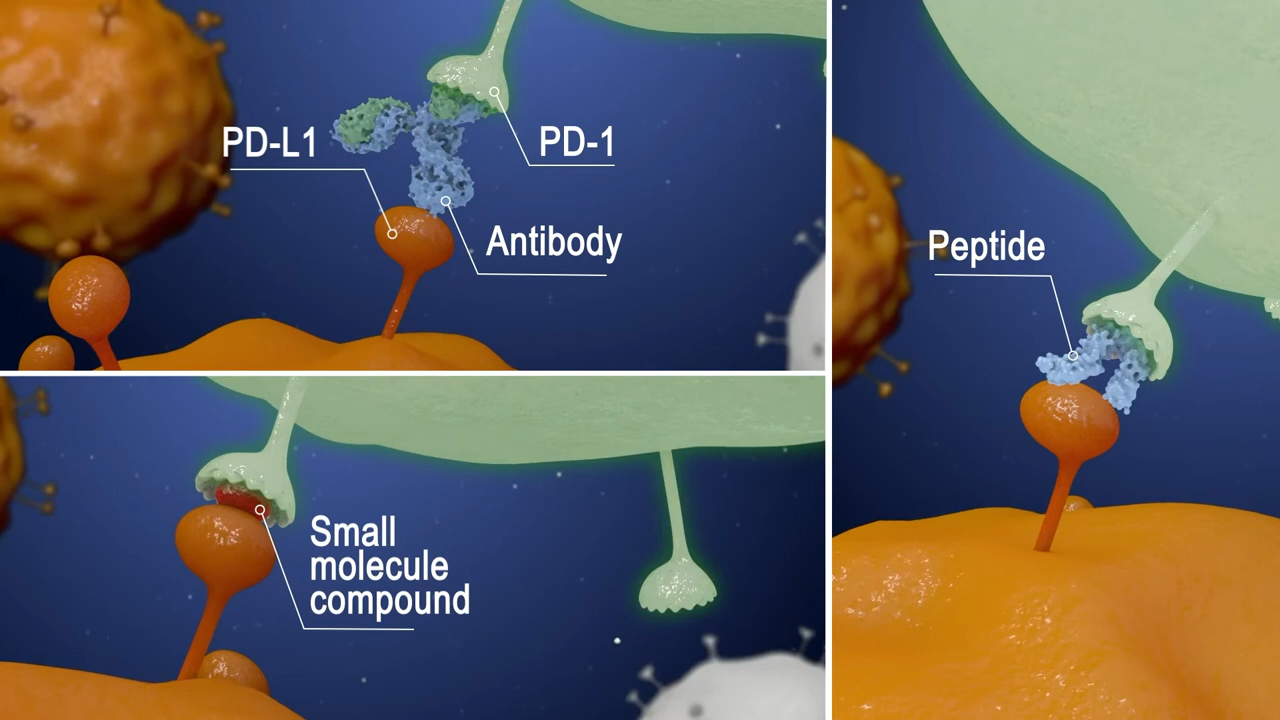 PD-L1
PD-1
Antibody
Small
molecule
compound
Peptide